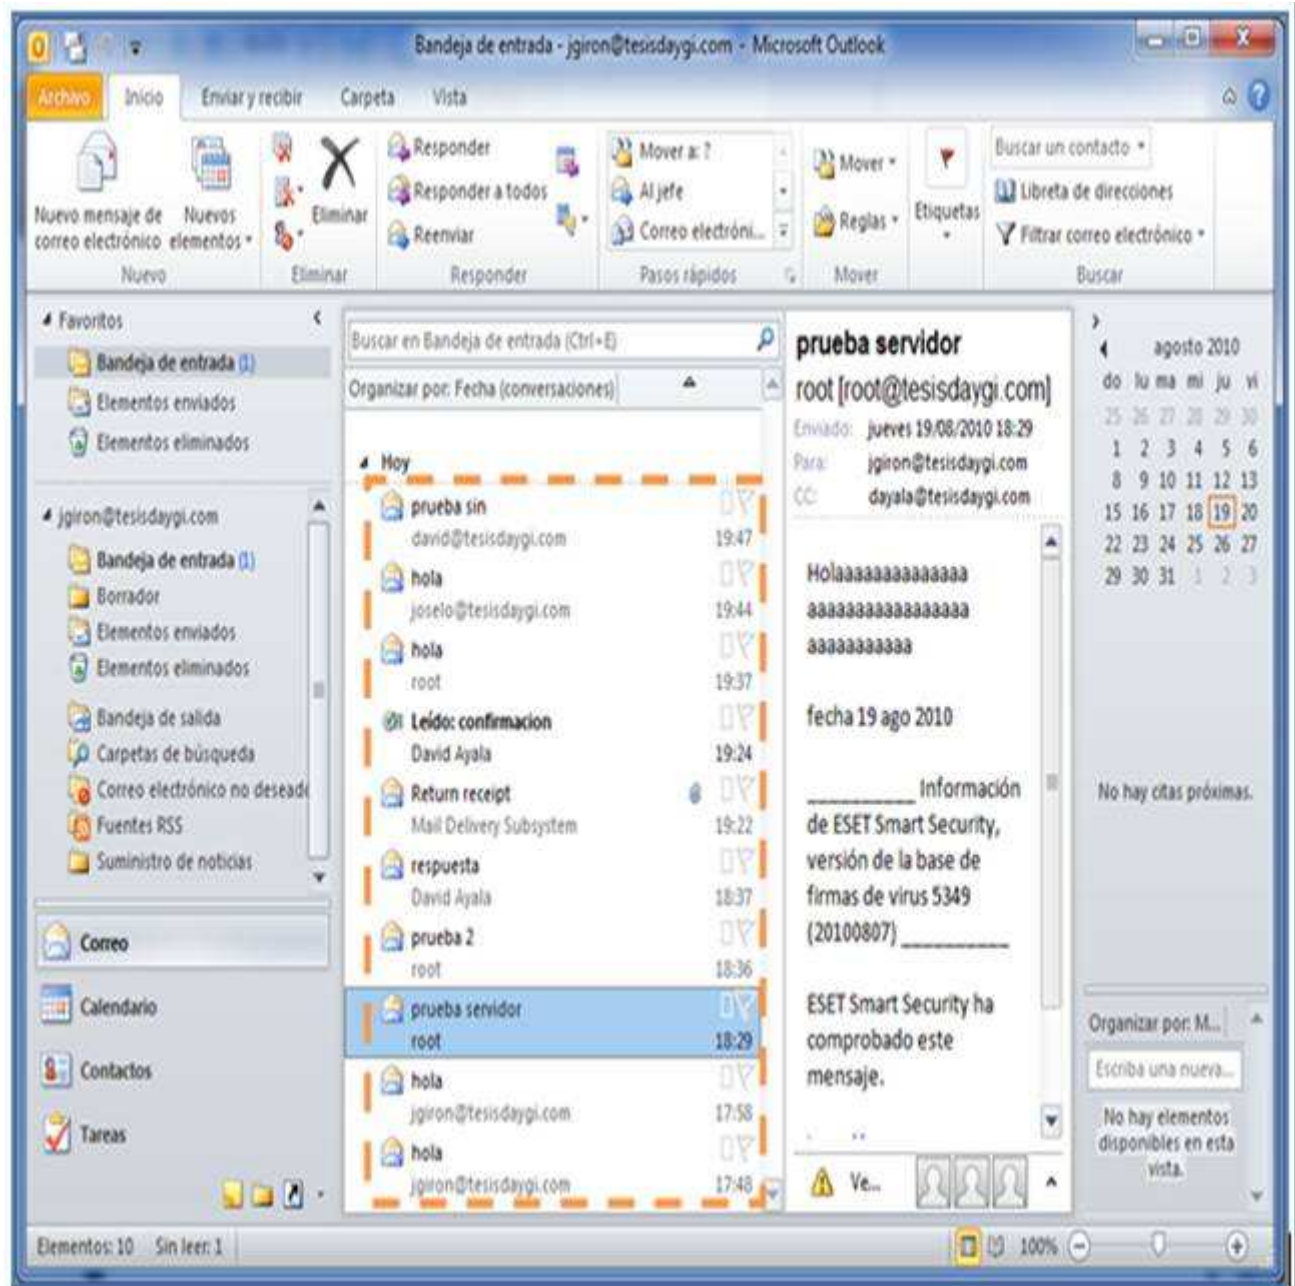 Bandeja de entrada - jgiron@tesisdaygi.com - Microsoft Outlook
Archivo Inicio Enviar y recibir Carpeta Vista
Nuevo mensaje de correo electrónico
Nuevos elementos
Nuevo
Eliminar
Eliminar
Responder
Responder a todos
Reenviar
Responder
Mover a: ?
Al jefe
Correo electróni...
Pasos rápidos
Mover
Reglas
Mover
Etiquetas
Buscar un contacto
Libreta de direcciones
Filtrar correo electrónico
Buscar
Favoritos
Bandeja de entrada (1)
Elementos enviados
Elementos eliminados
jgiron@tesisdaygi.com
Bandeja de entrada (1)
Borrador
Elementos enviados
Elementos eliminados
Bandeja de salida
Carpetas de búsqueda
Correo electrónico no desead
Fuentes RSS
Suministro de noticias
Correo
Calendario
Contactos
Tareas
Buscar en Bandeja de entrada (Ctrl+E)
Organizar por: Fecha (conversaciones)
Hoy
prueba sin
david@tesisdaygi.com 19:47
hola
joselo@tesisdaygi.com 19:44
hola
root 19:37
Leído: confirmacion
David Ayala 19:24
Return receipt
Mail Delivery Subsystem 19:22
respuesta
David Ayala 18:37
prueba 2
root 18:36
prueba servidor
root 18:29
hola
jgiron@tesisdaygi.com 17:58
hola
jgiron@tesisdaygi.com 17:48
prueba servidor
root [root@tesisdaygi.com]
Enviado: jueves 19/08/2010 18:29
Para: jgiron@tesisdaygi.com
CC: dayala@tesisdaygi.com
Holaaaaaaaaaaaaaa
aaaaaaaaaaaaaaaaa
aaaaaaaaaaa
fecha 19 ago 2010
__________ Información
de ESET Smart Security,
versión de la base de
firmas de virus 5349
(20100807) __________
ESET Smart Security ha
comprobado este
mensaje.
Ve...
agosto 2010
do lu ma mi ju vi
25 26 27 28 29 30
1 2 3 4 5 6
8 9 10 11 12 13
15 16 17 18 19 20
22 23 24 25 26 27
29 30 31 1 2 3
No hay citas próximas.
Organizar por: M...
Escriba una nueva...
No hay elementos
disponibles en esta
vista.
Elementos: 10 Sin leer: 1
100%